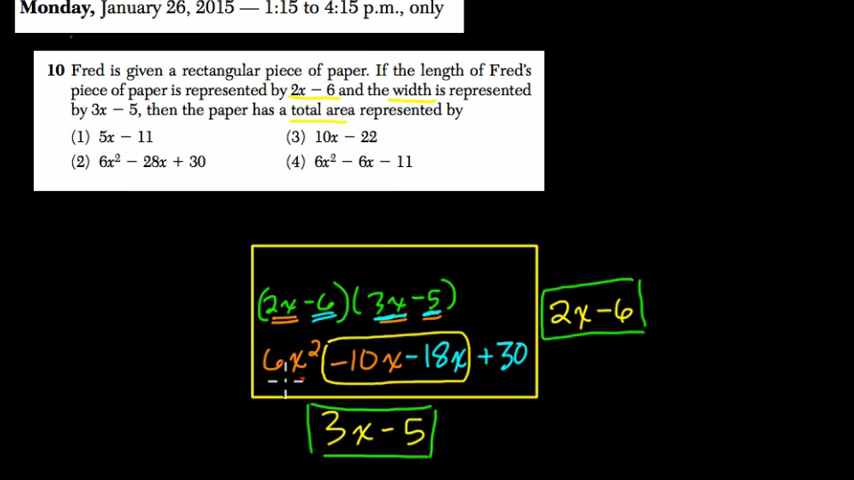 Monday, January 26, 2015 — 1:15 to 4:15 p.m., only
10 Fred is given a rectangular piece of paper. If the length of Fred's
piece of paper is represented by 2x − 6 and the width is represented
by 3x − 5, then the paper has a total area represented by
(1) 5x − 11
(3) 10x − 22
(2) 6x² − 28x + 30
(4) 6x² − 6x − 11
(2x-6)(3x-5)
2x-6
6x² -10x-18x +30
3x-5